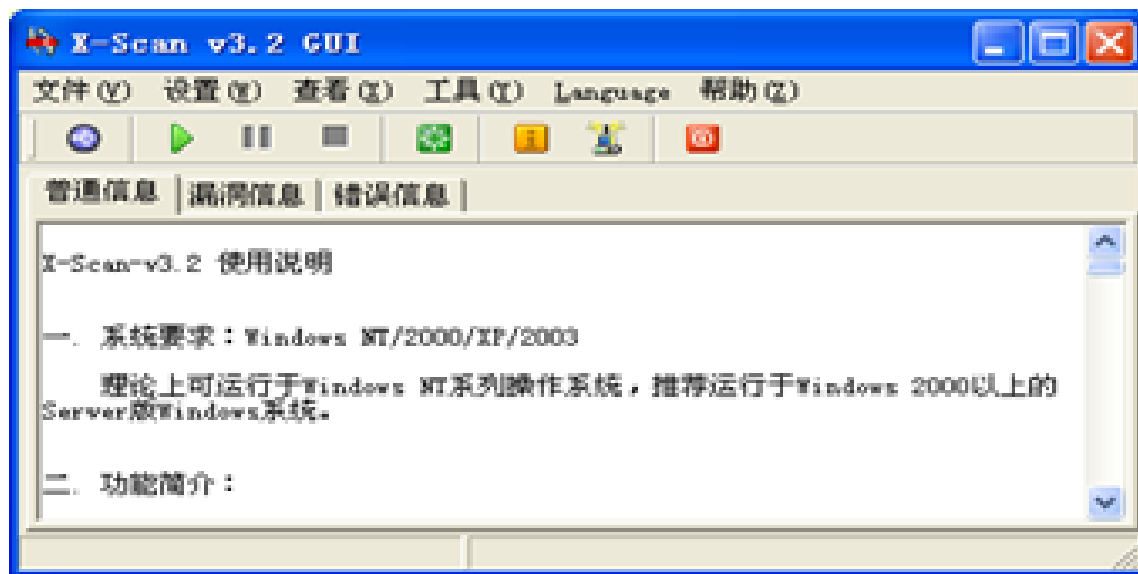 X-Scan v3.2 GUI
文件(V) 设置(W) 查看(X) 工具(Y) Language 帮助(Z)
普通信息 漏洞信息 错误信息
X-Scan-v3.2 使用说明
一. 系统要求：Windows NT/2000/XP/2003
理论上可运行于Windows NT系列操作系统，推荐运行于Windows 2000以上的
Server版Windows系统。
二. 功能简介：